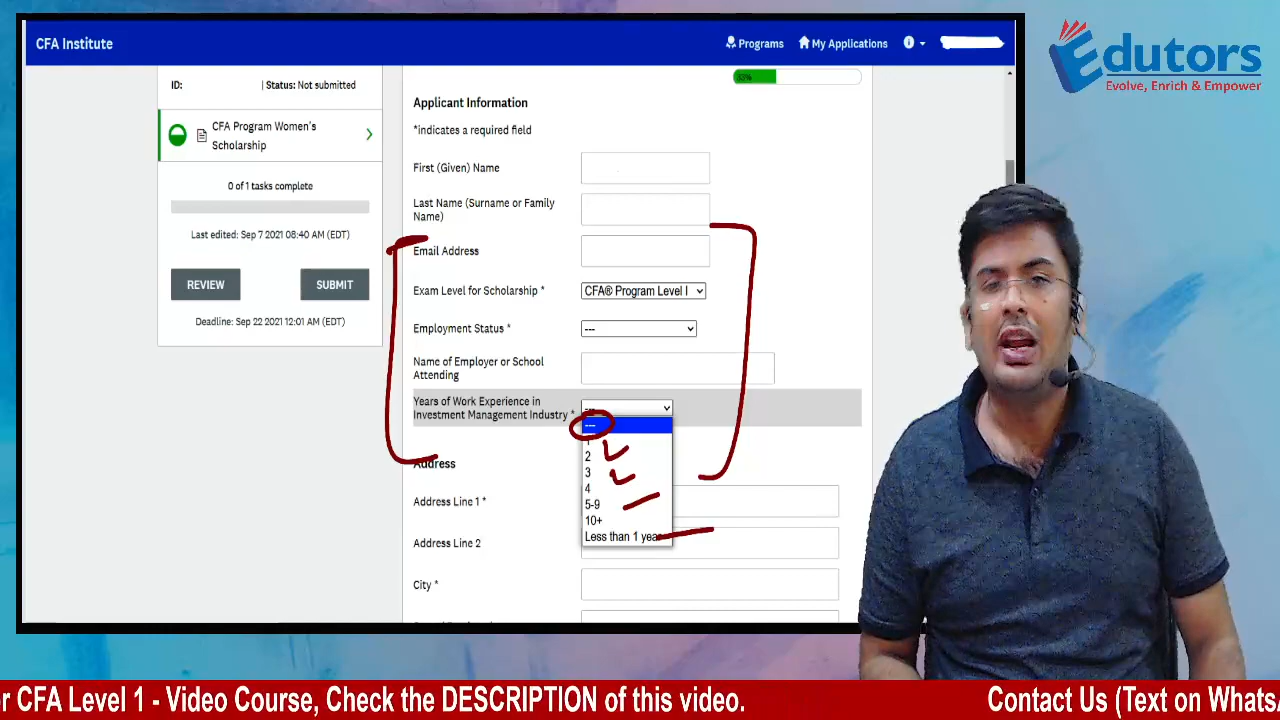 CFA Institute
Programs
My Applications
Edutors
Evolve, Enrich & Empower
ID:
| Status: Not submitted
CFA Program Women's
Scholarship
0 of 1 tasks complete
Last edited: Sep 7 2021 08:40 AM (EDT)
REVIEW
SUBMIT
Deadline: Sep 22 2021 12:01 AM (EDT)
33%
Applicant Information
*indicates a required field
First (Given) Name
Last Name (Surname or Family
Name)
Email Address
Exam Level for Scholarship *
CFA® Program Level I
Employment Status *
---
Name of Employer or School
Attending
Years of Work Experience in
Investment Management Industry *
---
---
1
2
3
4
5-9
10+
Less than 1 year
Address
Address Line 1 *
Address Line 2
City *
or CFA Level 1 - Video Course, Check the DESCRIPTION of this video.
Contact Us (Text on Whats